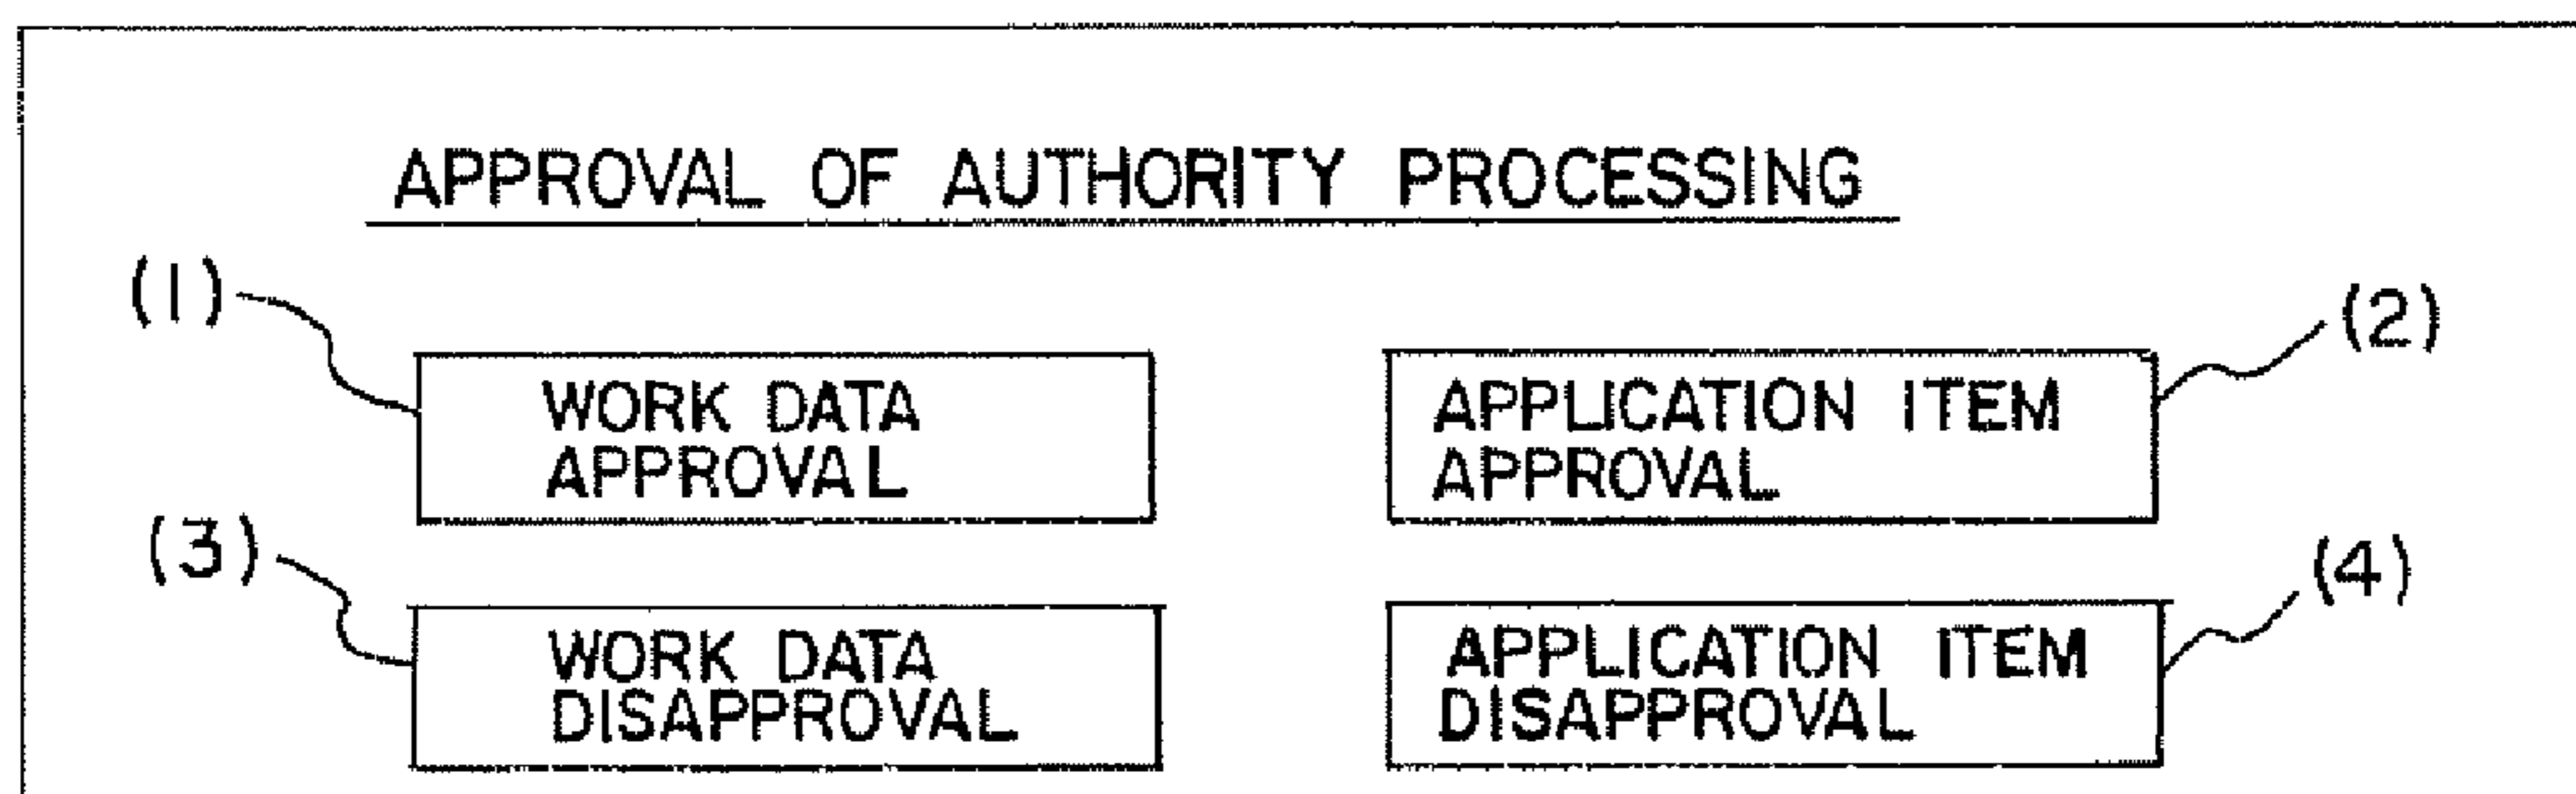 APPROVAL OF AUTHORITY PROCESSING
(1)
(2)
WORK DATA
APPROVAL
APPLICATION ITEM
APPROVAL
(3)
(4)
WORK DATA
DISAPPROVAL
APPLICATION ITEM
DISAPPROVAL